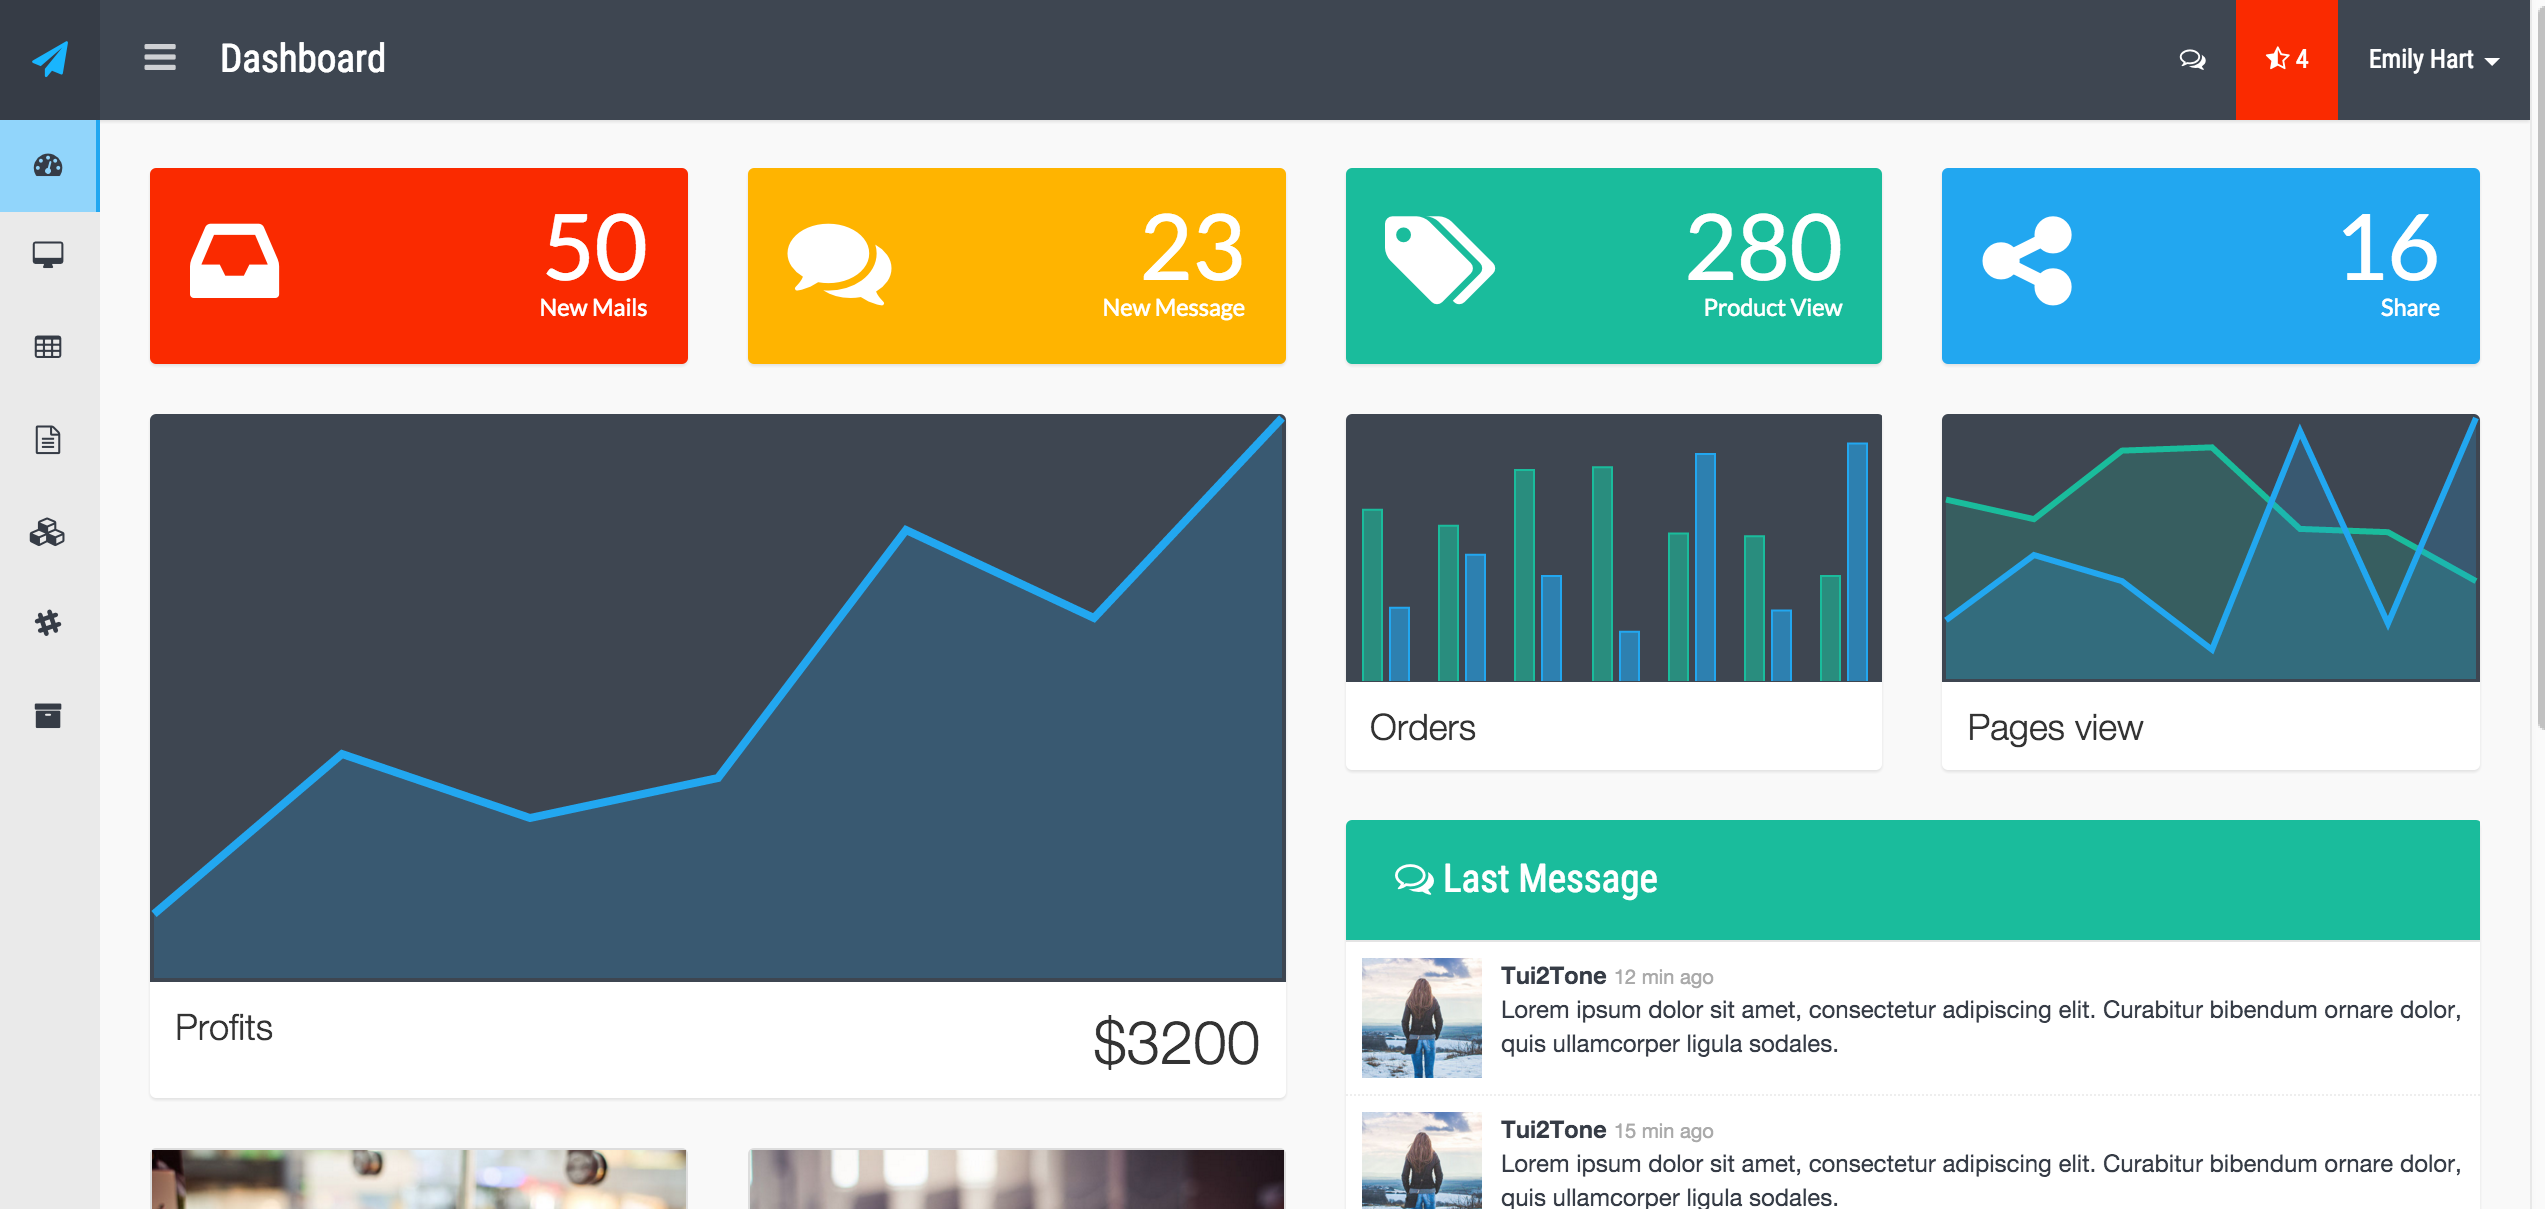 Dashboard
4
Emily Hart
50
New Mails
23
New Message
280
Product View
16
Share
Profits
$3200
Orders
Pages view
Last Message
Tui2Tone 12 min ago
Lorem ipsum dolor sit amet, consectetur adipiscing elit. Curabitur bibendum ornare dolor,
quis ullamcorper ligula sodales.
Tui2Tone 15 min ago
Lorem ipsum dolor sit amet, consectetur adipiscing elit. Curabitur bibendum ornare dolor,
quis ullamcorper ligula sodales.